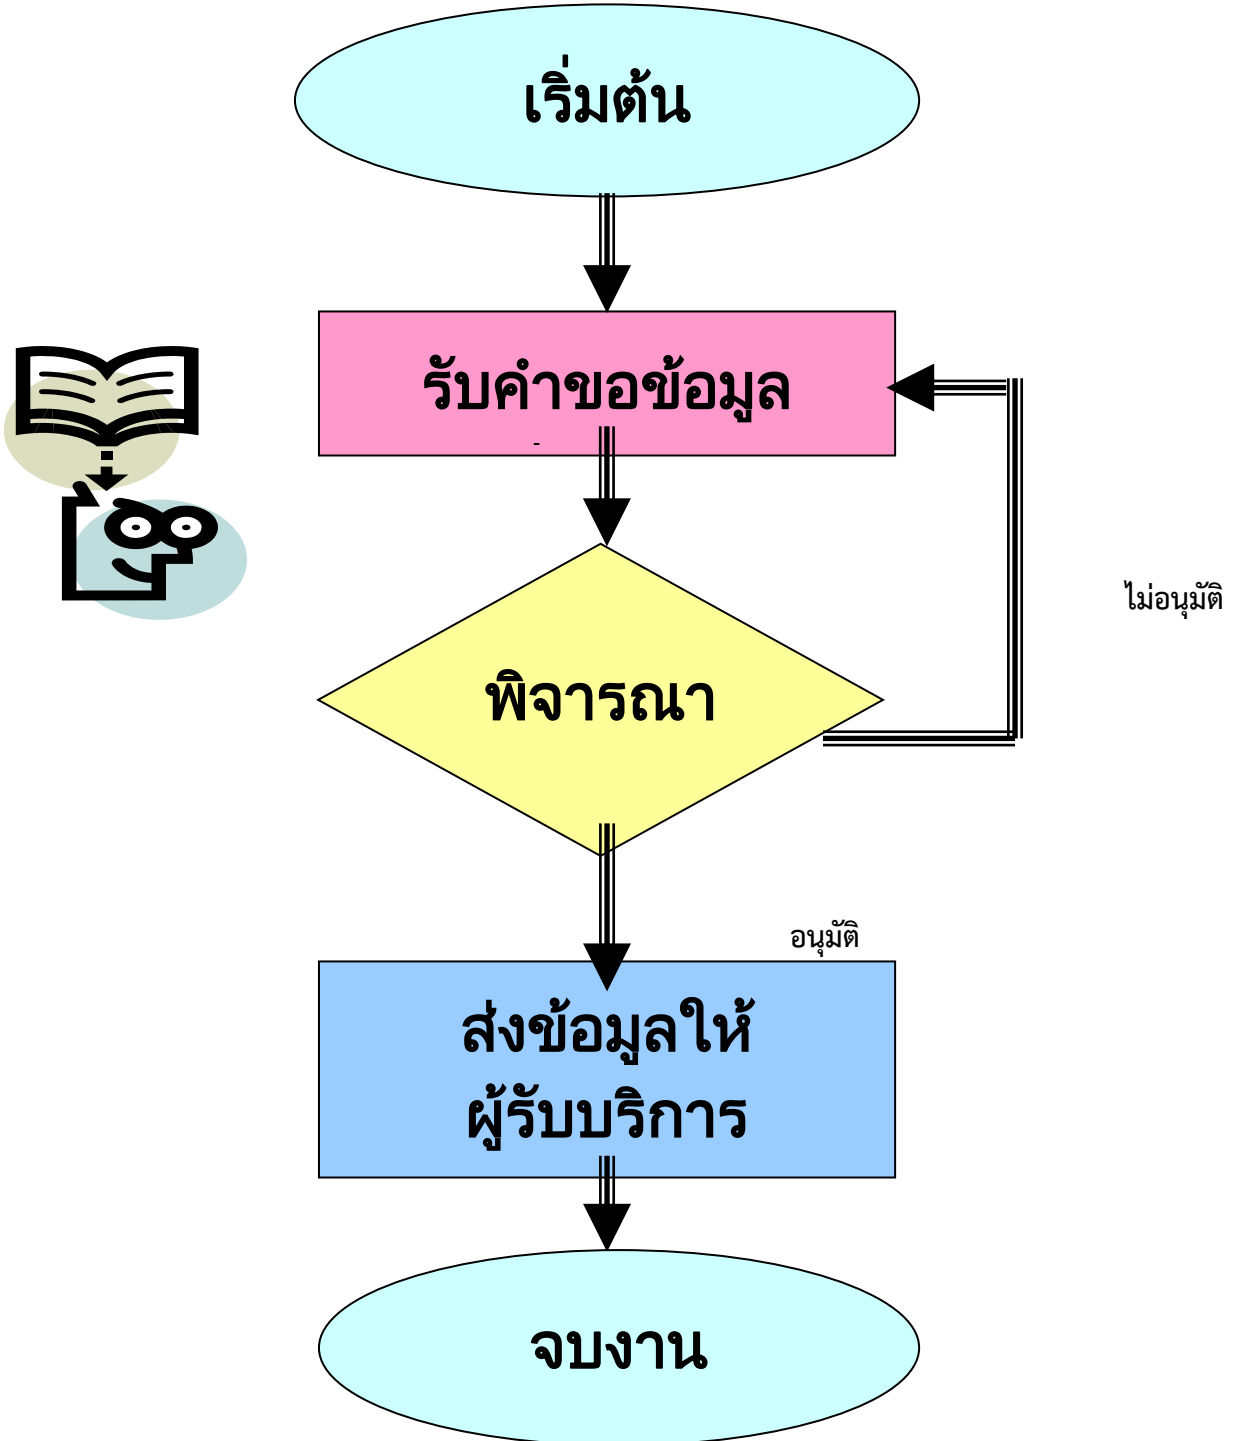 เริ่มต้น
รับคำขอข้อมูล
-
ไม่อนุมัติ
พิจารณา
อนุมัติ
ส่งข้อมูลให้
ผู้รับบริการ
จบงาน